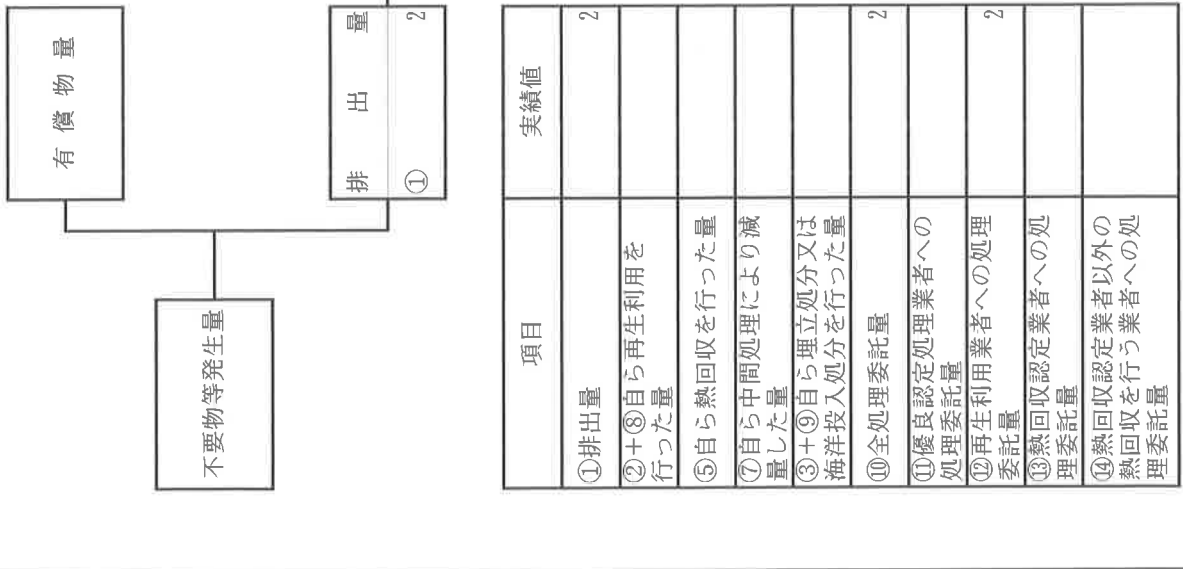 不要物等発生量
有償物量
排出量
① 2
項目 実績値
①排出量 2
②+⑧自ら再生利用を
行った量
⑤自ら熱回収を行った量
⑦自ら中間処理により減
量した量
③+⑨自ら埋立処分又は
海洋投入処分を行った量
⑩全処理委託量 2
⑪優良認定処理業者への
処理委託量
⑫再生利用業者への処理
委託量 2
⑬熱回収認定業者への処
理委託量
⑭熱回収認定業者以外の
熱回収を行う業者への処
理委託量